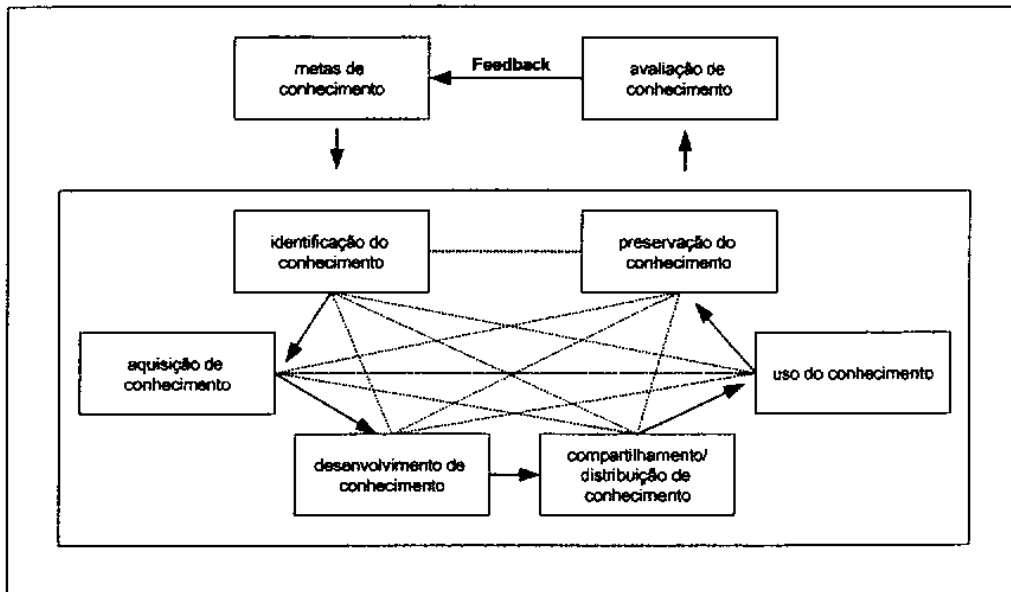 metas de
conhecimento
Feedback
avaliação de
conhecimento
identificação do
conhecimento
preservação do
conhecimento
aquisição de
conhecimento
uso do conhecimento
desenvolvimento de
conhecimento
compartilhamento/
distribuição de
conhecimento